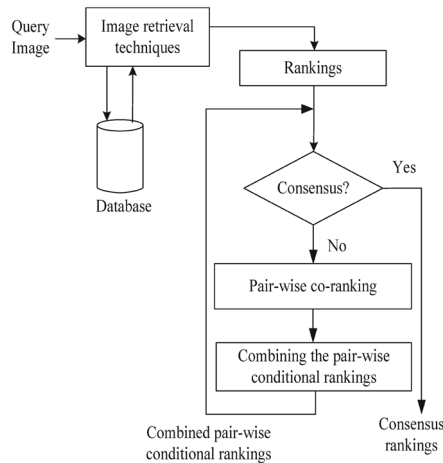 Query
Image
Image retrieval
techniques
Rankings
Database
Consensus?
Yes
No
Pair-wise co-ranking
Combining the pair-wise
conditional rankings
Combined pair-wise
conditional rankings
Consensus
rankings